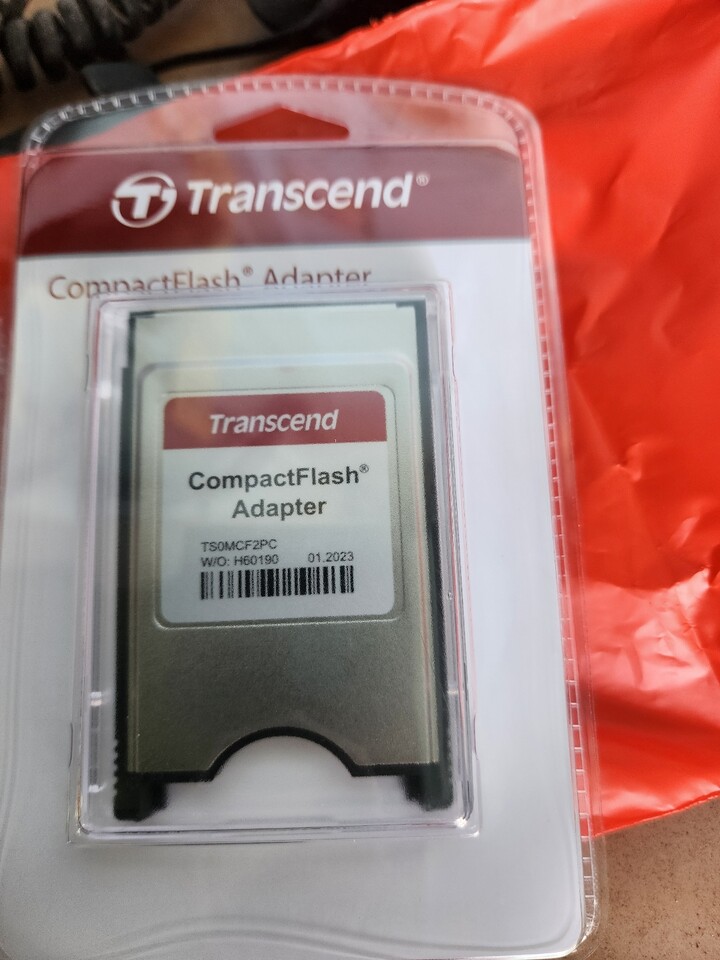 Transcend®
CompactFlash® Adapter
Transcend
CompactFlash®
Adapter
TS0MCF2PC
W/O: H60190 01.2023